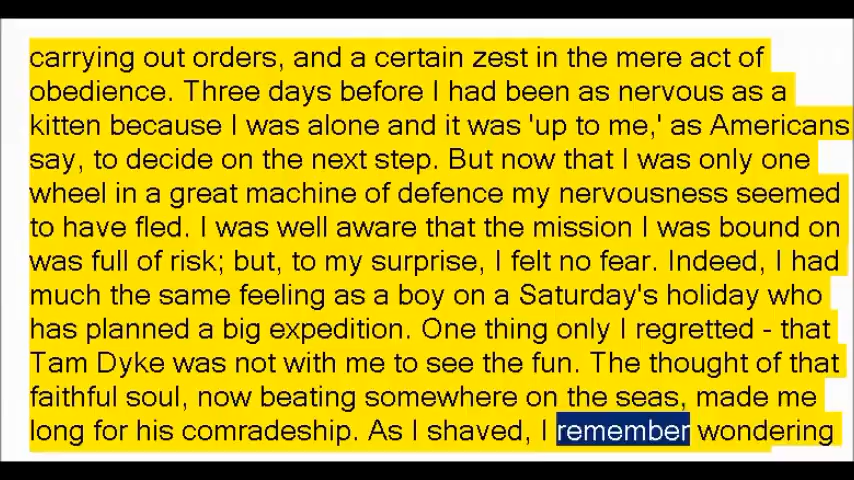 carrying out orders, and a certain zest in the mere act of
obedience. Three days before I had been as nervous as a
kitten because I was alone and it was 'up to me,' as Americans
say, to decide on the next step. But now that I was only one
wheel in a great machine of defence my nervousness seemed
to have fled. I was well aware that the mission I was bound on
was full of risk; but, to my surprise, I felt no fear. Indeed, I had
much the same feeling as a boy on a Saturday's holiday who
has planned a big expedition. One thing only I regretted - that
Tam Dyke was not with me to see the fun. The thought of that
faithful soul, now beating somewhere on the seas, made me
long for his comradeship. As I shaved, I remember wondering